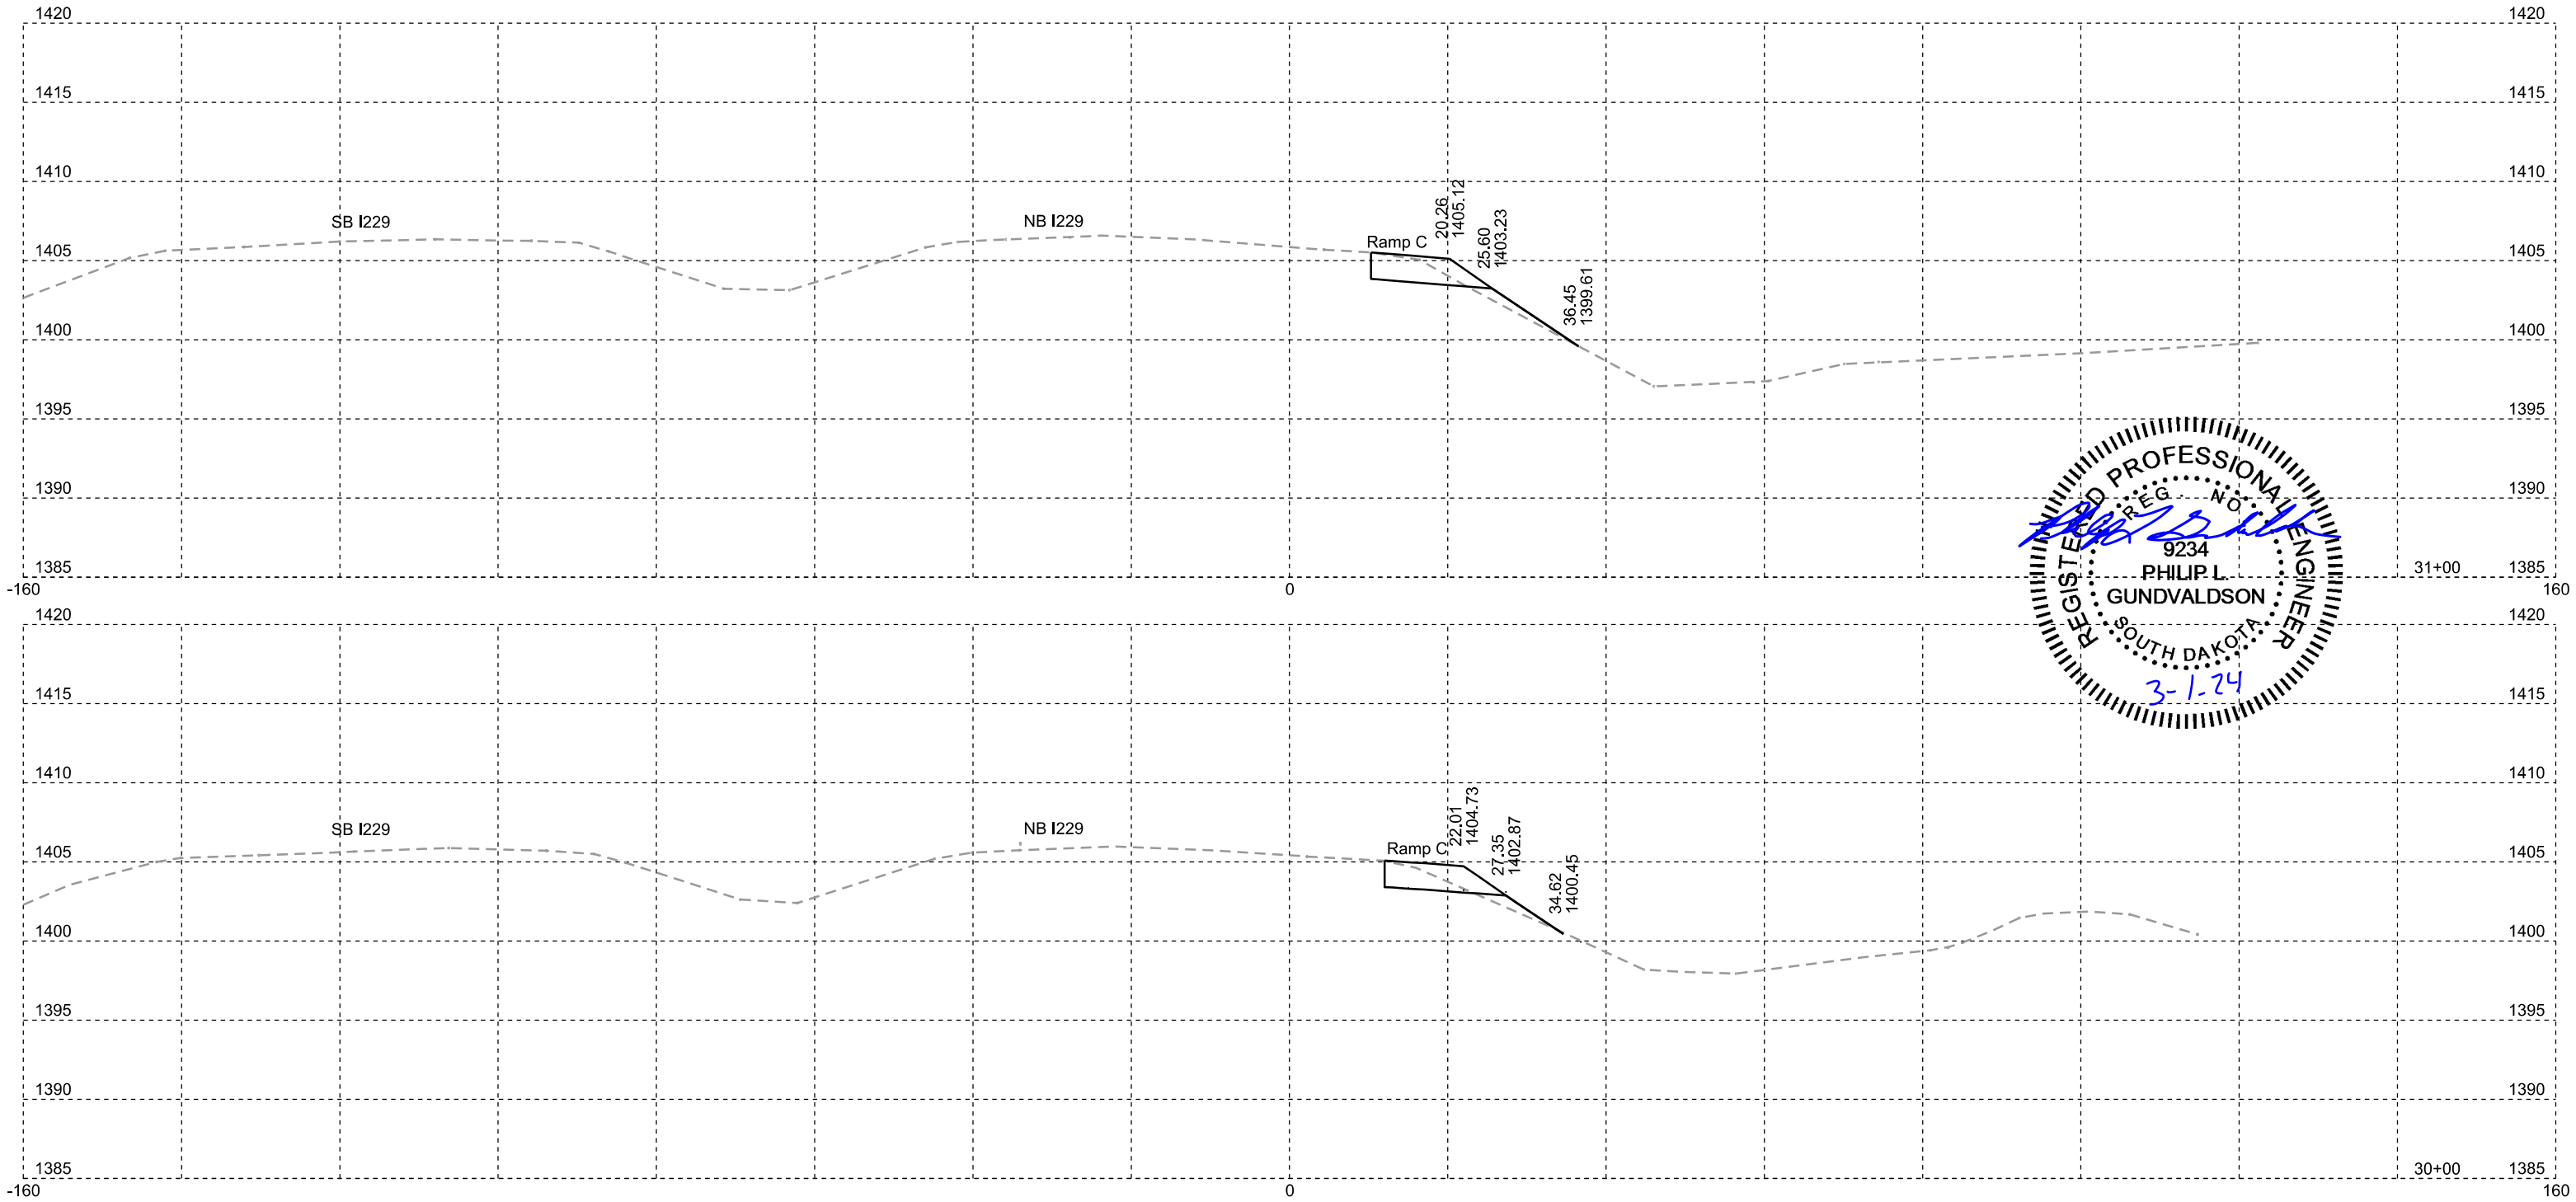 1420 1420
1415 1415
1410 1410
SB I229 NB I229
Ramp C
20.26
1405.12
25.60
1403.23
36.45
1399.61
1405 1405
1400 1400
1395 1395
1390 1390
1385 31+00 1385
-160 0 160
REGISTERED PROFESSIONAL ENGINEER
REG. NO.
9234
PHILIP L.
GUNDVALDSON
SOUTH DAKOTA
3-1-24
1420 1420
1415 1415
1410 1410
SB I229 NB I229
Ramp C
22.01
1404.73
27.35
1402.87
34.62
1400.45
1405 1405
1400 1400
1395 1395
1390 1390
1385 30+00 1385
-160 0 160